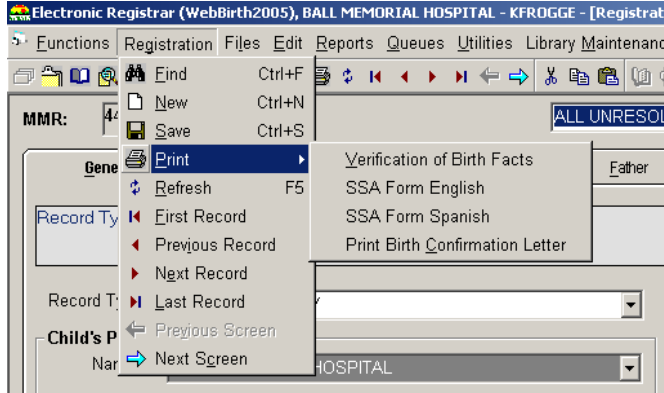 Electronic Registrar (WebBirth2005), BALL MEMORIAL HOSPITAL - KFROGGE - [Registrat
Functions Registration Files Edit Reports Queues Utilities Library Maintenanc
Find Ctrl+F
New Ctrl+N
MMR: 44 ALL UNRESOL
Save Ctrl+S
Print
Verification of Birth Facts
Gene Father
Refresh F5
SSA Form English
Record Ty
First Record
SSA Form Spanish
Previous Record
Print Birth Confirmation Letter
Next Record
Record T
Last Record
Previous Screen
Child's P
Next Screen
Nar HOSPITAL